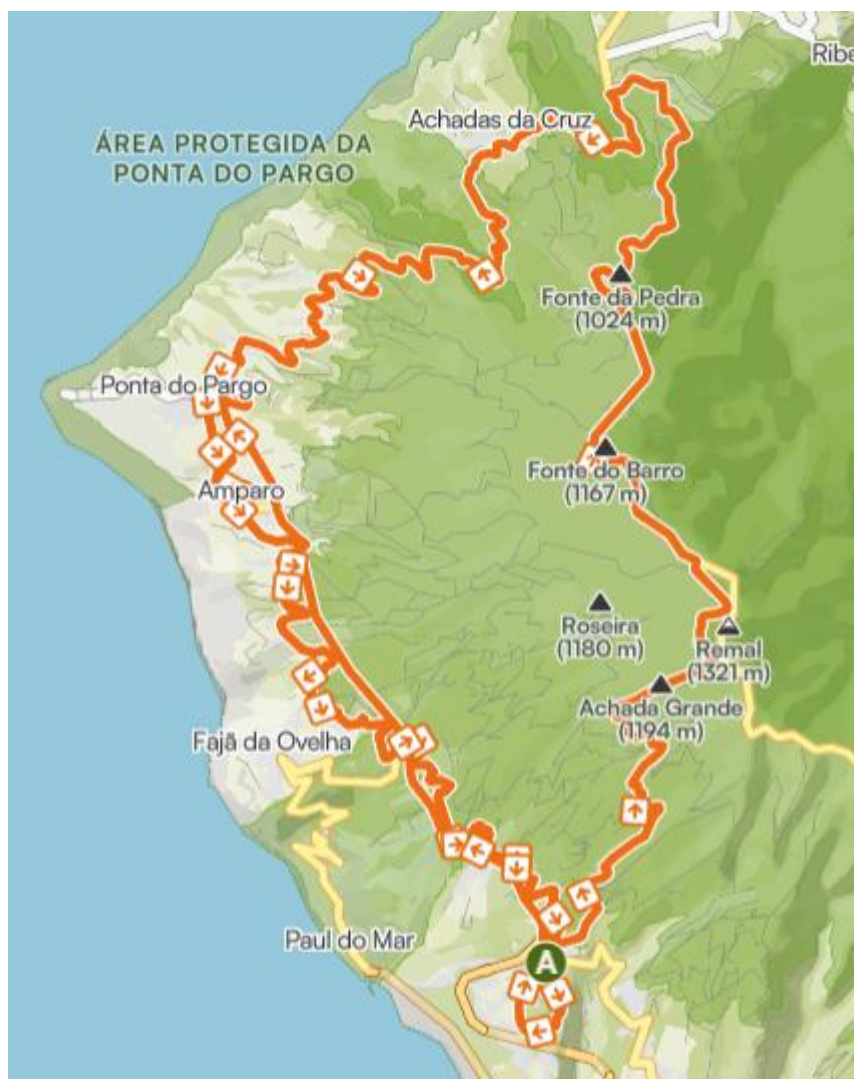 Ribe
Achadas da Cruz
ÁREA PROTEGIDA DA
PONTA DO PARGO
Fonte da Pedra
(1024 m)
Ponta do Pargo
Fonte do Barro
(1167 m)
Amparo
Roseira
(1180 m)
Remal
(1321 m)
Achada Grande
(1194 m)
Fajã da Ovelha
Paul do Mar
A